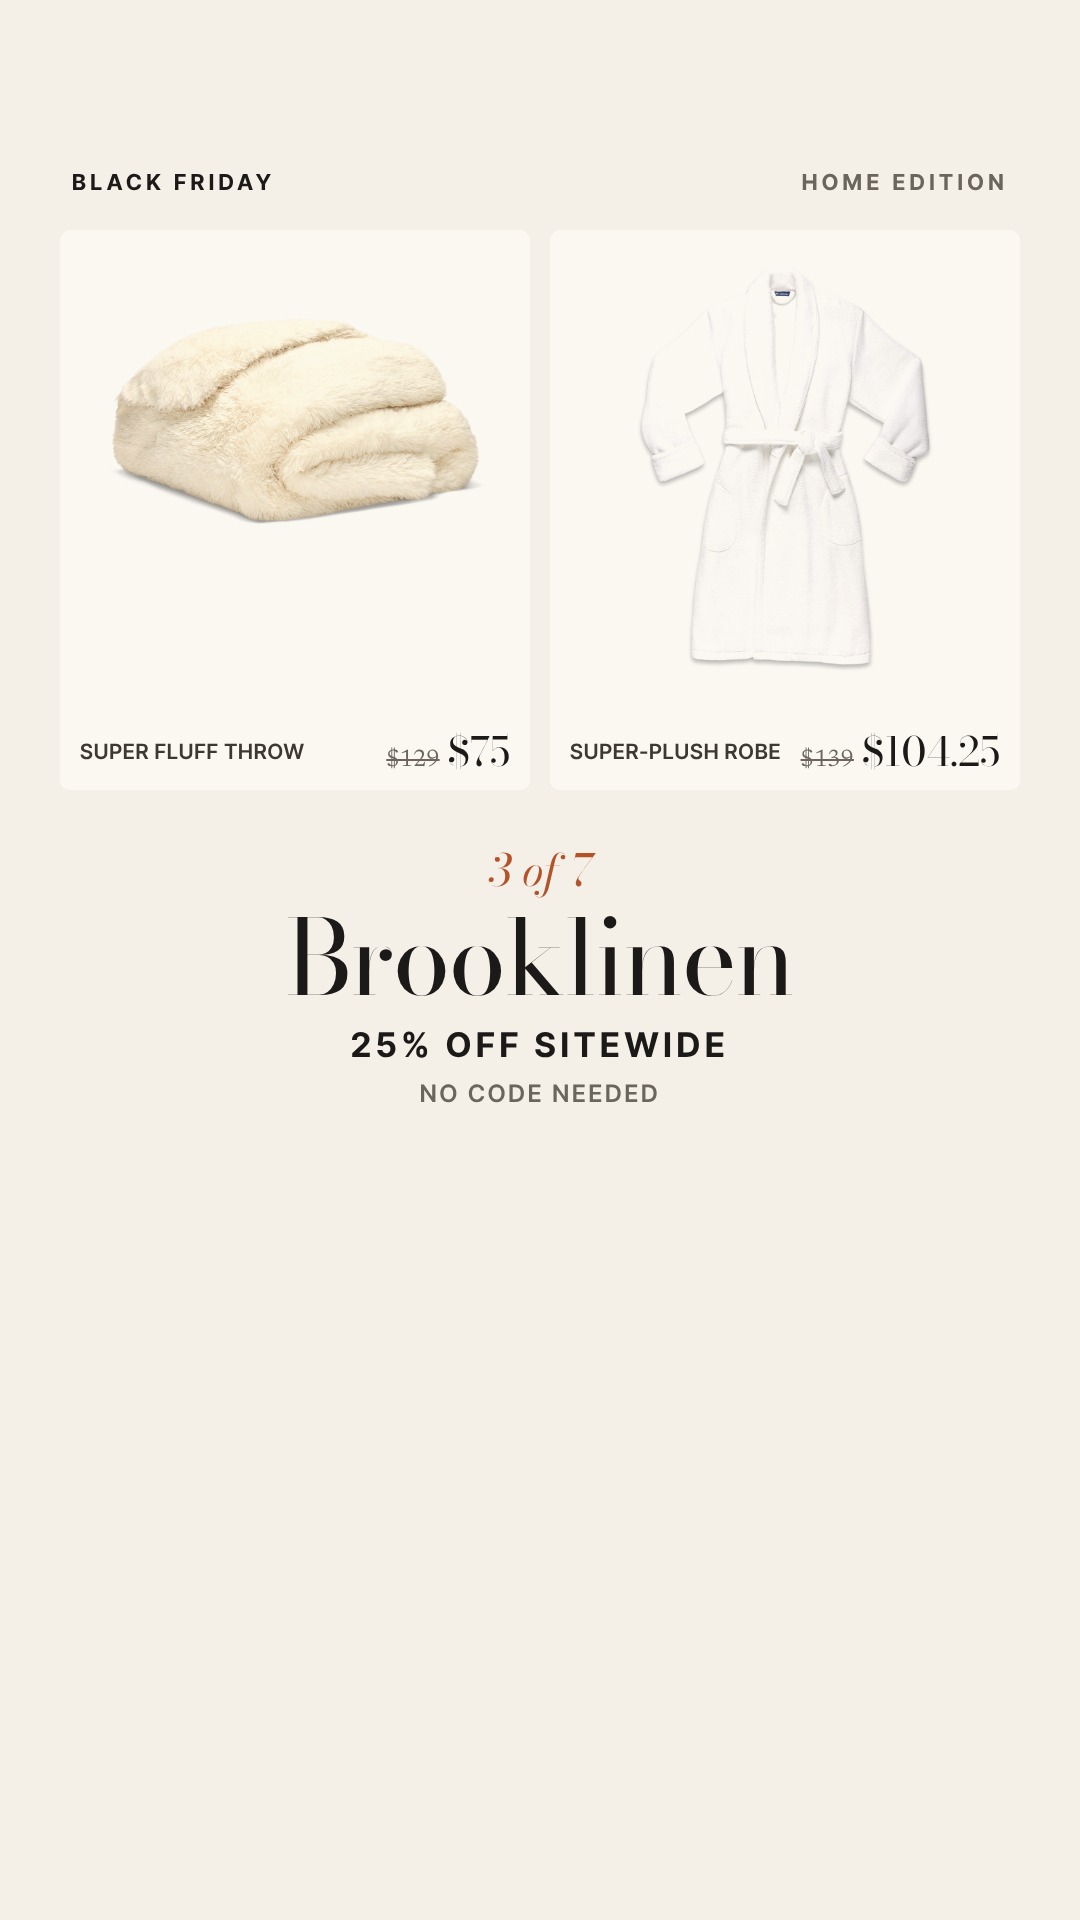 BLACK FRIDAY
HOME EDITION
SUPER FLUFF THROW $129 $75
SUPER-PLUSH ROBE $139 $104.25
3 of 7
Brooklinen
25% OFF SITEWIDE
NO CODE NEEDED